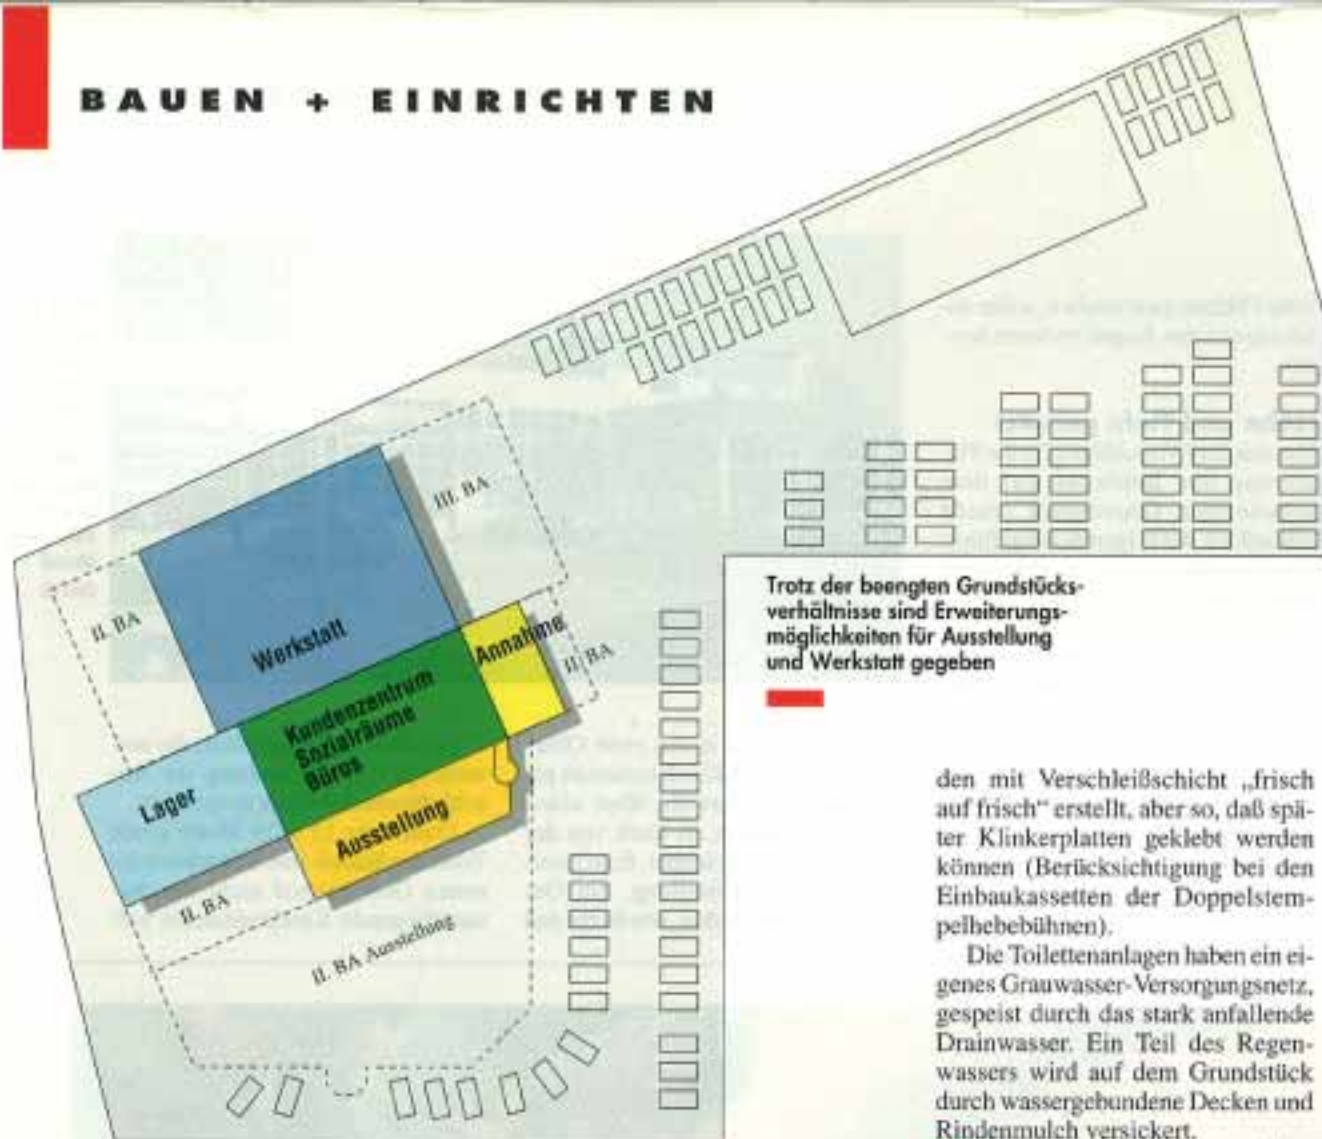 BAUEN + EINRICHTEN
III. BA
II. BA
Werkstatt
Annahme
II. BA
Kundenzentrum
Sozialräume
Büros
Lager
Ausstellung
II. BA
II. BA Ausstellung
Trotz der beengten Grundstücks-
verhältnisse sind Erweiterungs-
möglichkeiten für Ausstellung
und Werkstatt gegeben
den mit Verschleißschicht „frisch
auf frisch“ erstellt, aber so, daß spä-
ter Klinkerplatten geklebt werden
können (Berücksichtigung bei den
Einbaukassetten der Doppelstem-
pelhebebühnen).
Die Toilettenanlagen haben ein ei-
genes Grauwasser-Versorgungsnetz,
gespeist durch das stark anfallende
Drainwasser. Ein Teil des Regen-
wassers wird auf dem Grundstück
durch wassergebundene Decken und
Rindenmulch versickert.